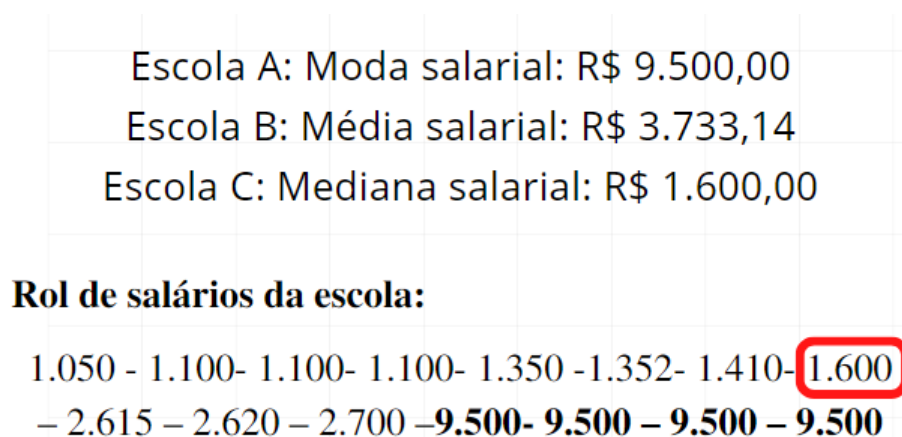 Escola A: Moda salarial: R$ 9.500,00
Escola B: Média salarial: R$ 3.733,14
Escola C: Mediana salarial: R$ 1.600,00
Rol de salários da escola:
1.050 - 1.100- 1.100- 1.100- 1.350 -1.352- 1.410- 1.600
– 2.615 – 2.620 – 2.700 –9.500- 9.500 – 9.500 – 9.500